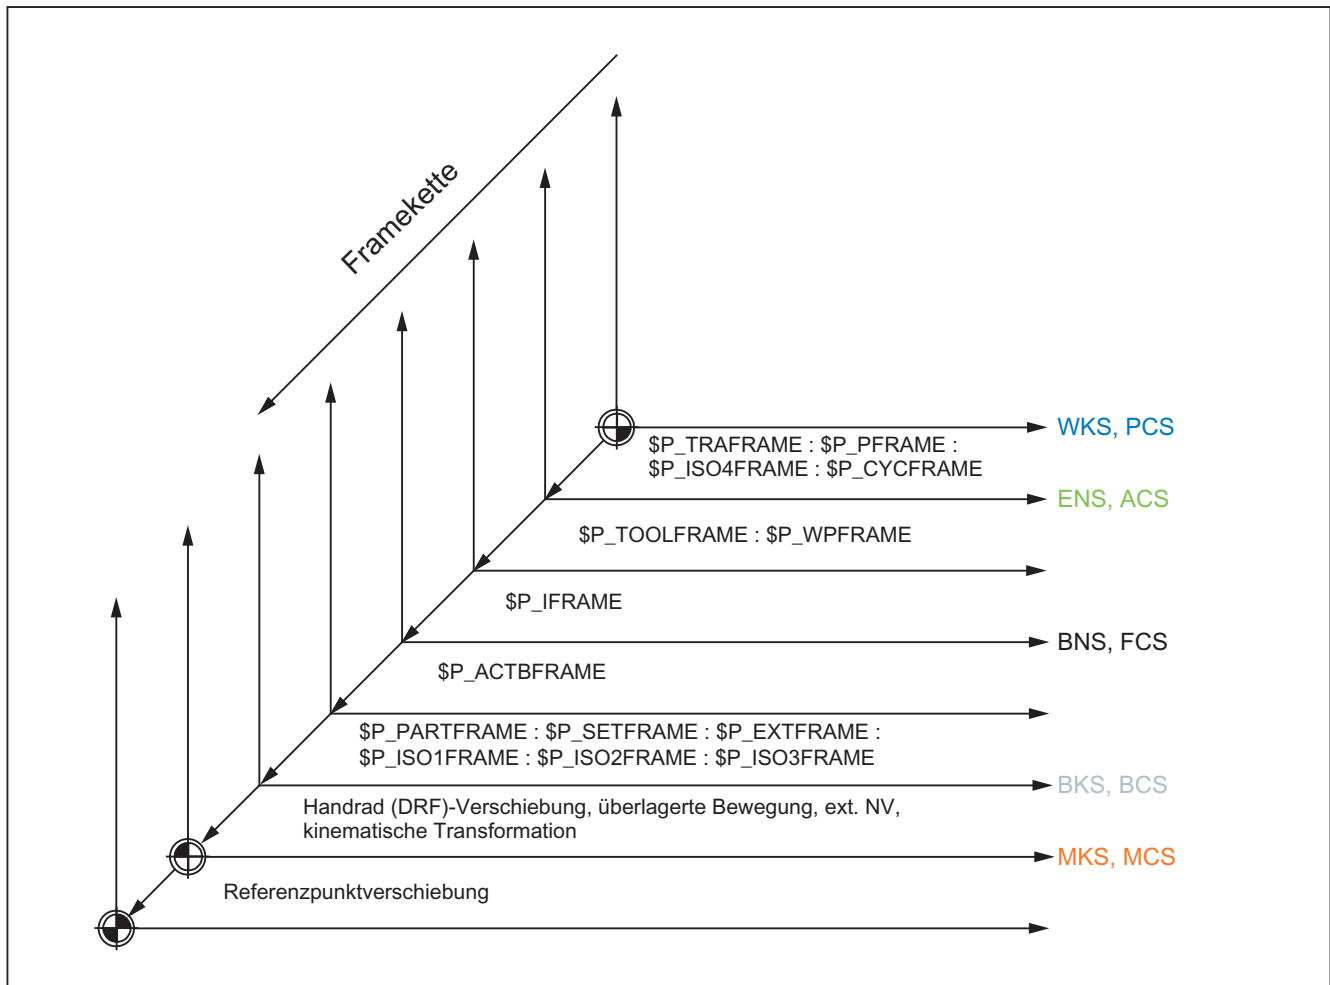 Framekette
WKS, PCS
$P_TRAFRAME : $P_PFRAME :
$P_ISO4FRAME : $P_CYCFRAME
ENS, ACS
$P_TOOLFRAME : $P_WPFRAME
$P_IFRAME
BNS, FCS
$P_ACTBFRAME
$P_PARTFRAME : $P_SETFRAME : $P_EXTFRAME :
$P_ISO1FRAME : $P_ISO2FRAME : $P_ISO3FRAME
BKS, BCS
Handrad (DRF)-Verschiebung, überlagerte Bewegung, ext. NV,
kinematische Transformation
MKS, MCS
Referenzpunktverschiebung